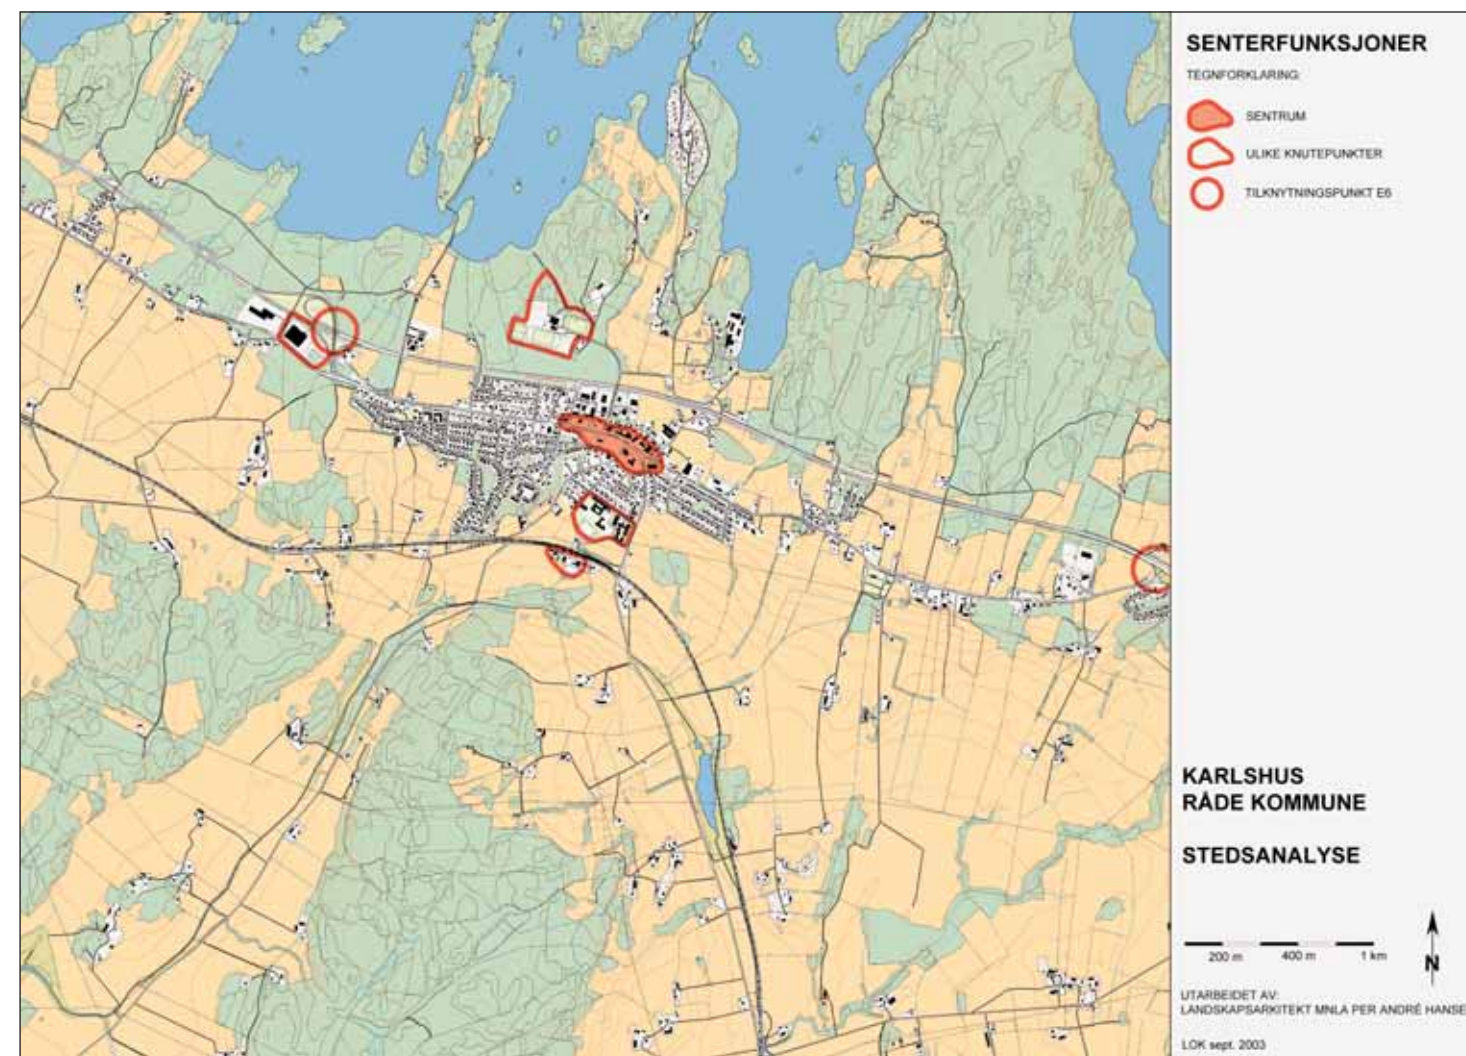 SENTERFUNKSJONER
TEGNFORKLARING:
SENTRUM
ULIKE KNUTEPUNKTER
TILKNYTNINGSPUNKT E6
KARLSHUS
RÅDE KOMMUNE
STEDSANALYSE
200 m 400 m 1 km
N
UTARBEIDET AV:
LANDSKAPSARKITEKT MNLA PER ANDRÉ HANSE
LOK sept. 2003